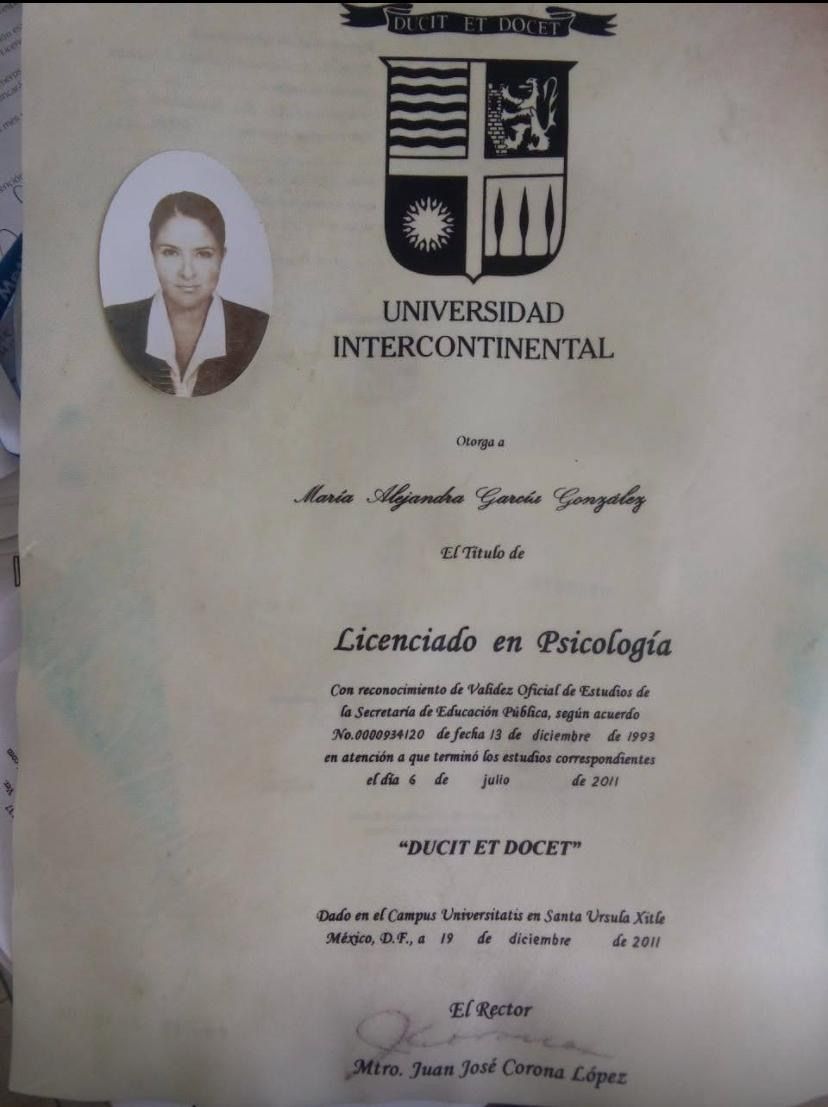 DUCIT ET DOCET
UNIVERSIDAD
INTERCONTINENTAL
Otorga a
María Alejandra García González
El Titulo de
Licenciado en Psicología
Con reconocimiento de Validez Oficial de Estudios de
la Secretaría de Educación Pública, según acuerdo
No.0000934120 de fecha 13 de diciembre de 1993
en atención a que terminó los estudios correspondientes
el día 6 de julio de 2011
"DUCIT ET DOCET"
Dado en el Campus Universitatis en Santa Ursula Xitle
México, D.F., a 19 de diciembre de 2011
El Rector
Mtro. Juan José Corona López